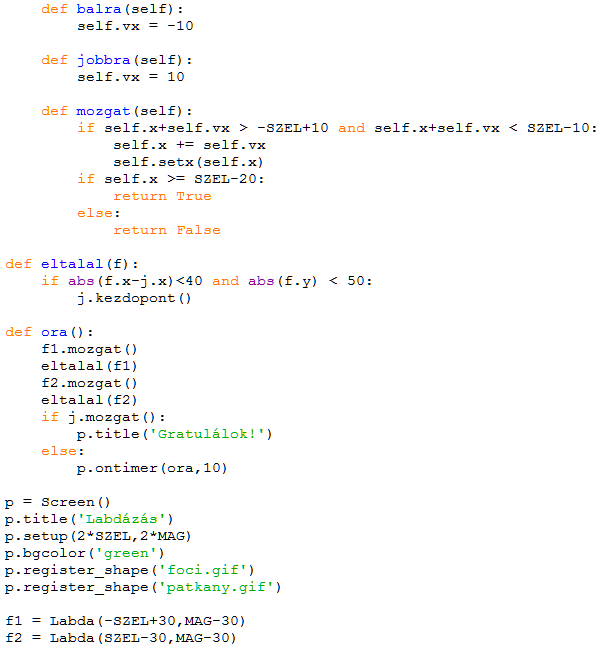 def balra(self):
        self.vx = -10

    def jobbra(self):
        self.vx = 10

    def mozgat(self):
        if self.x+self.vx > -SZEL+10 and self.x+self.vx < SZEL-10:
            self.x += self.vx
            self.setx(self.x)
        if self.x >= SZEL-20:
            return True
        else:
            return False

def eltalal(f):
    if abs(f.x-j.x)<40 and abs(f.y) < 50:
        j.kezdopont()

def ora():
    f1.mozgat()
    eltalal(f1)
    f2.mozgat()
    eltalal(f2)
    if j.mozgat():
        p.title('Gratulálok!')
    else:
        p.ontimer(ora,10)

p = Screen()
p.title('Labdázás')
p.setup(2*SZEL,2*MAG)
p.bgcolor('green')
p.register_shape('foci.gif')
p.register_shape('patkany.gif')

f1 = Labda(-SZEL+30,MAG-30)
f2 = Labda(SZEL-30,MAG-30)